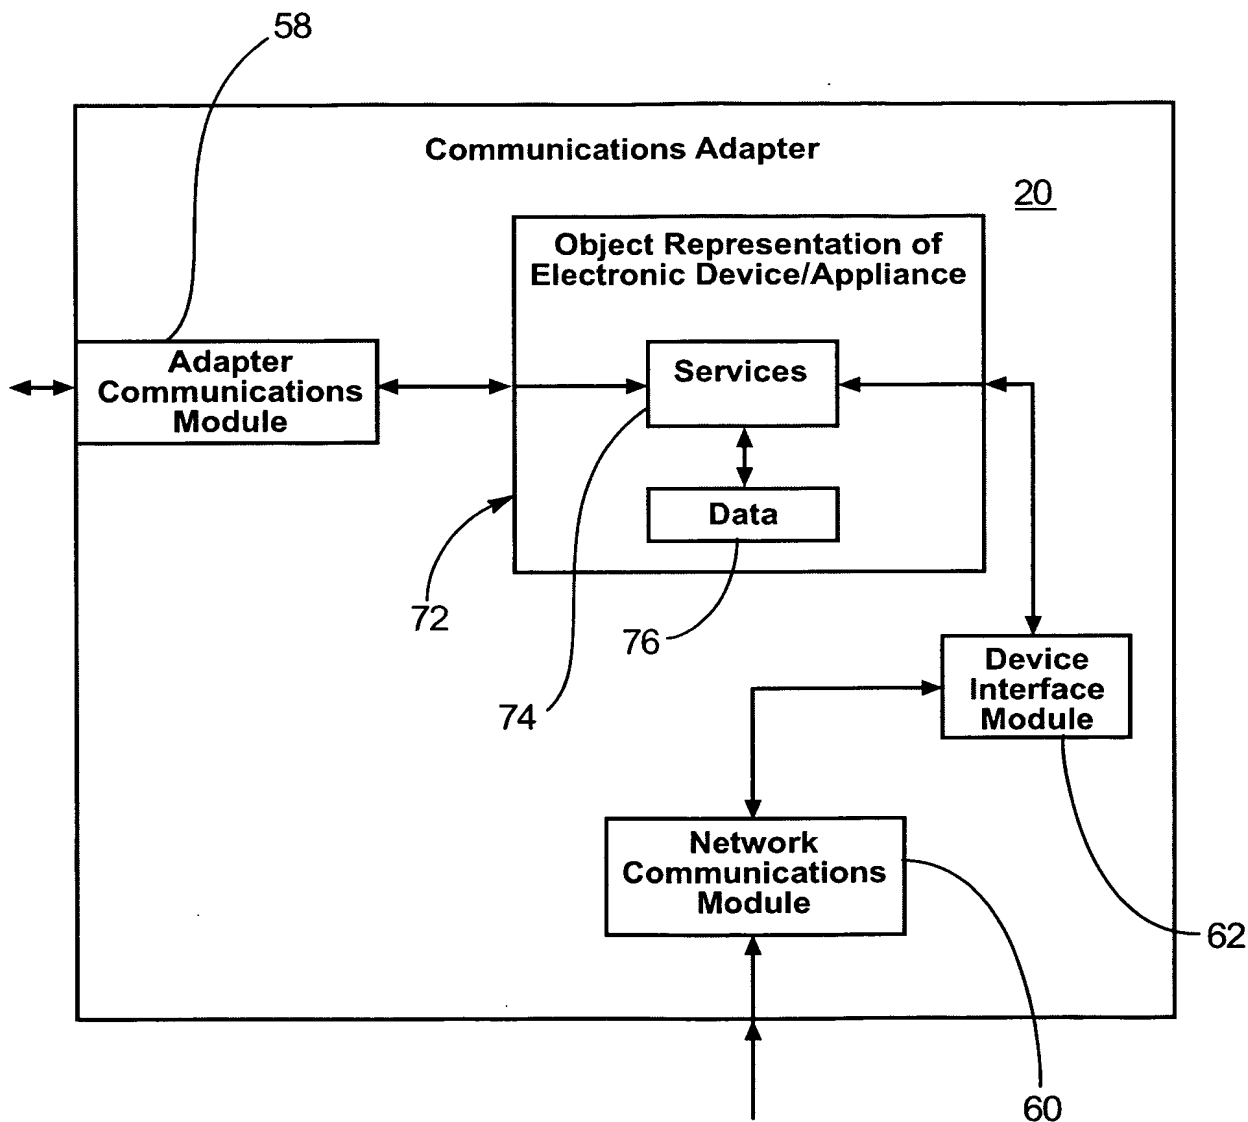 58
Communications Adapter
20
Object Representation of
Electronic Device/Appliance
Adapter
Communications
Module
Services
Data
72
76
74
Device
Interface
Module
Network
Communications
Module
62
60